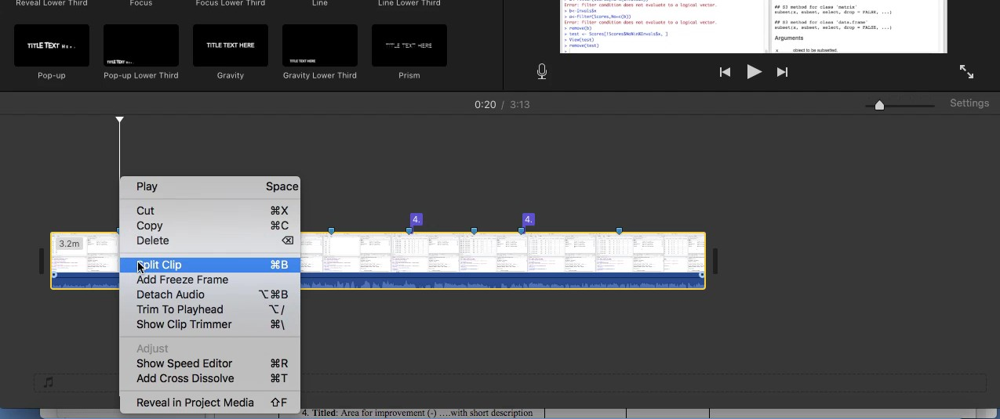 Reveal Lower Third
Focus
Focus Lower Third
Line
Line Lower Third
TITLE TEXT
TITLE TEXT
TITLE TEXT HERE
TITLE TEXT HERE
TITLE TEXT HERE
Pop-up
Pop-up Lower Third
Gravity
Gravity Lower Third
Prism
Error: filter condition does not evaluate to a logical vector.
> b<-Invals$x
> a<-filter(Scores,No=c(b))
Error: filter condition does not evaluate to a logical vector.
> remove(b)
> test <- Scores[!Scores$NoNin%Invals$x, ]
> View(test)
> remove(test)
## S3 method for class 'matrix'
subset(x, subset, select, drop = FALSE, ...)
## S3 method for class 'data.frame'
subset(x, subset, select, drop = FALSE, ...)
Arguments
x object to be subsetted.
0:20 / 3:13
Settings
Play Space
Cut ⌘X
Copy ⌘C
Delete ⌫
Split Clip ⌘B
Add Freeze Frame
Detach Audio ⌥⌘B
Trim To Playhead ⌥/
Show Clip Trimmer ⌘\
Adjust
Show Speed Editor ⌘R
Add Cross Dissolve ⌘T
Reveal in Project Media ⇧F
4.
4.
3.2m
4. Titled: Area for improvement (-) ….with short description